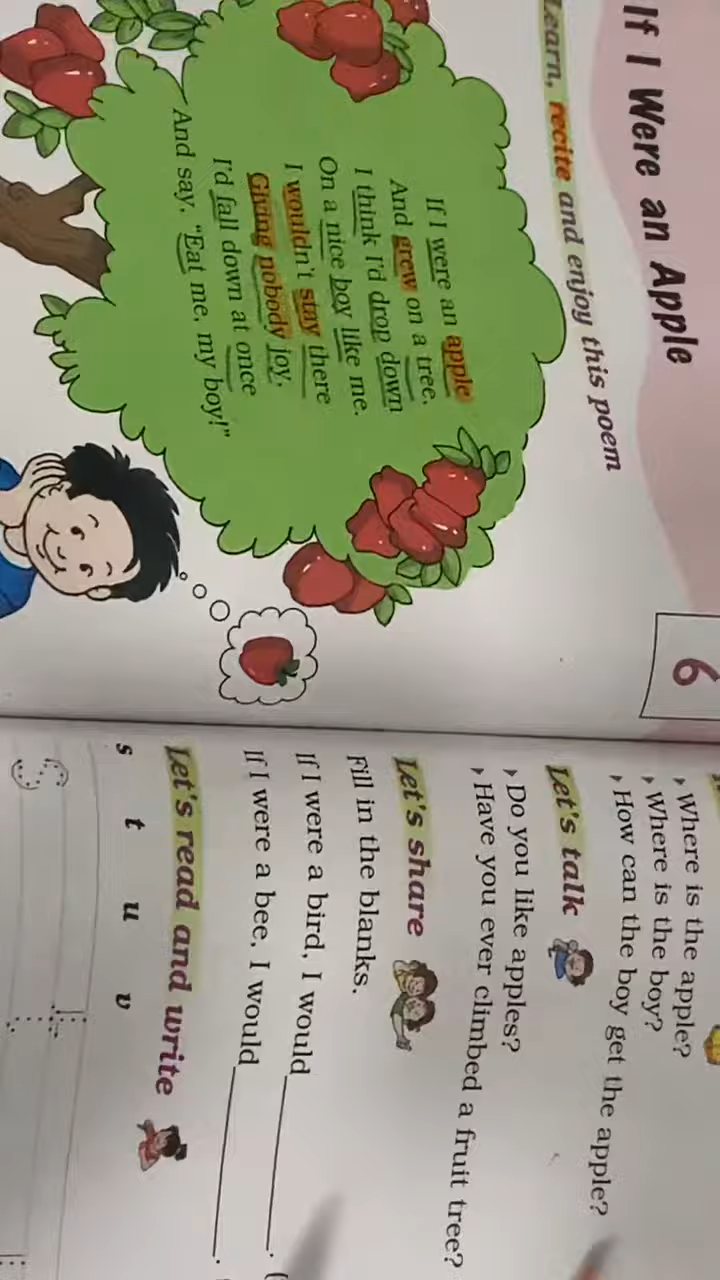 If I Were an Apple
Learn, recite and enjoy this poem
If I were an apple
And grew on a tree,
I think I'd drop down
On a nice boy like me.
I wouldn't stay there
Giving nobody joy.
I'd fall down at once
And say, "Eat me, my boy!"
6
Where is the apple?
Where is the boy?
How can the boy get the apple?
Let's talk
Do you like apples?
Have you ever climbed a fruit tree?
Let's share
Fill in the blanks.
If I were a bird, I would__________.
If I were a bee, I would__________.
Let's read and write
s t u v
S t